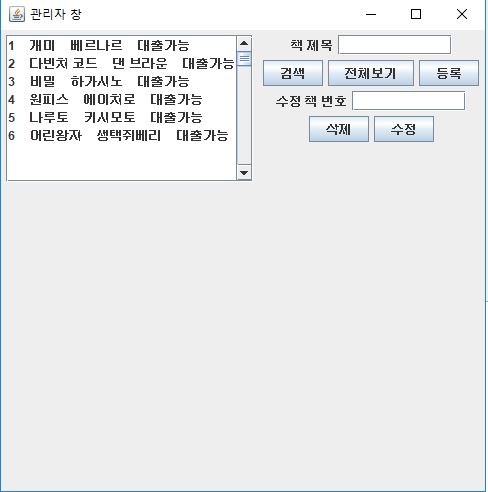 관리자 창
1 개미 베르나르 대출가능
2 다빈처 코드 댄 브라운 대출가능
3 비밀 하가시노 대출가능
4 원피스 에이처로 대출가능
5 나루토 키시모토 대출가능
6 어린왕자 생택쥐베리 대출가능
책 제목
검색 전체보기 등록
수정 책 번호
삭제 수정